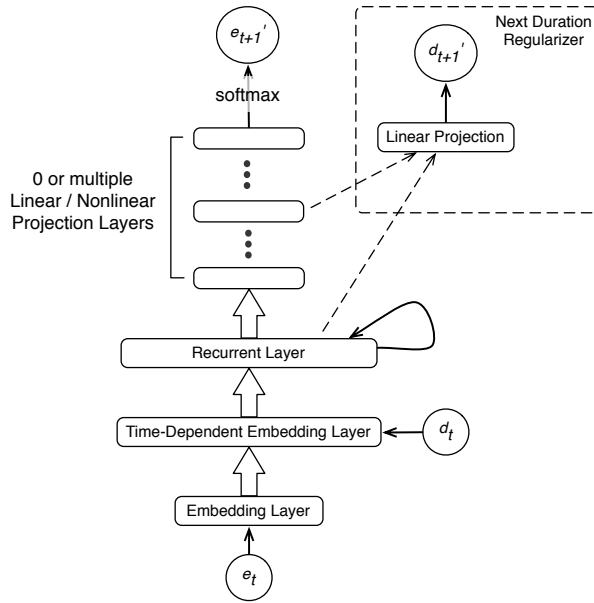 Next Duration
Regularizer
e_{t+1}'
d_{t+1}'
softmax
Linear Projection
0 or multiple
Linear / Nonlinear
Projection Layers
Recurrent Layer
Time-Dependent Embedding Layer
d_t
Embedding Layer
e_t